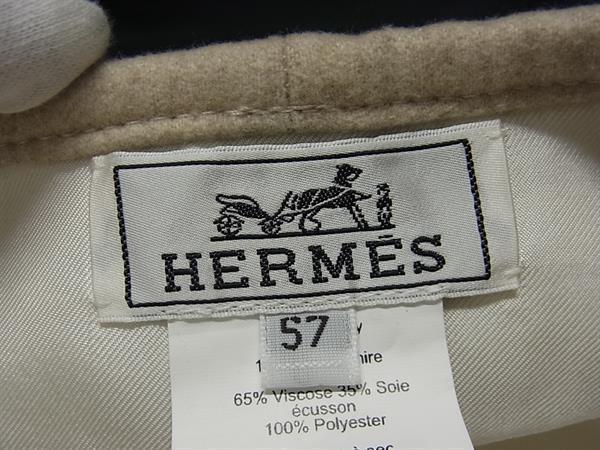 HERMÈS
57
65% Viscose 35% Soie
écusson
100% Polyester